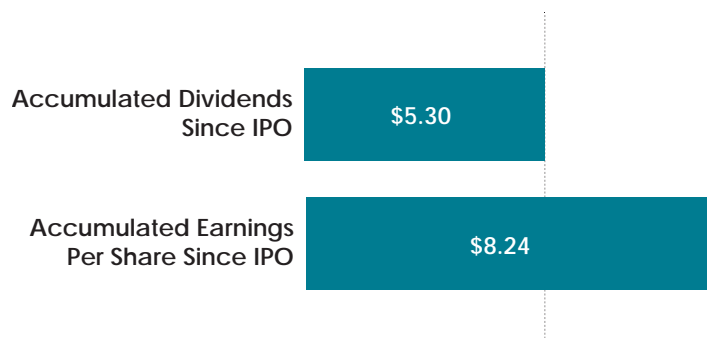 Accumulated Dividends
Since IPO
$5.30
Accumulated Earnings
Per Share Since IPO
$8.24